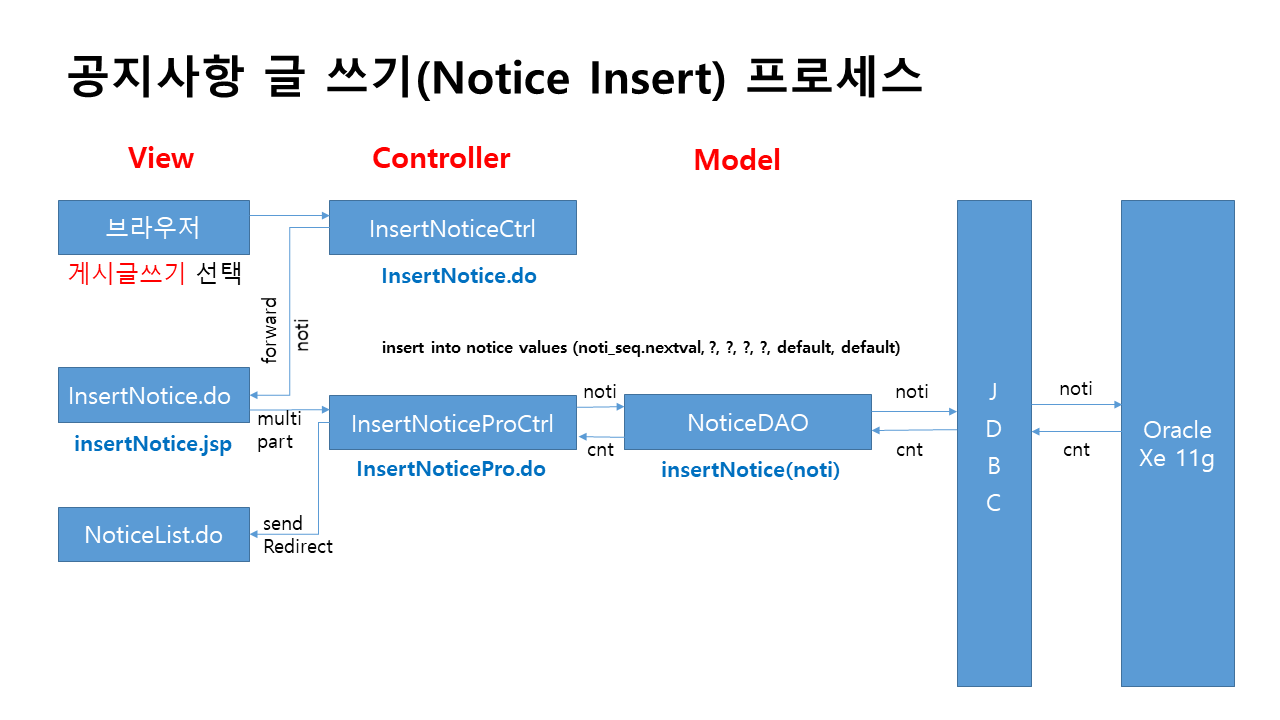 공지사항 글 쓰기(Notice Insert) 프로세스
View
Controller
Model
브라우저
InsertNoticeCtrl
게시글쓰기 선택
InsertNotice.do
forward
noti
insert into notice values (noti_seq.nextval, ?, ?, ?, ?, default, default)
InsertNotice.do
insertNotice.jsp
multi
part
InsertNoticeProCtrl
InsertNoticePro.do
noti
cnt
NoticeDAO
insertNotice(noti)
noti
cnt
J
D
B
C
noti
cnt
Oracle
Xe 11g
NoticeList.do
send
Redirect